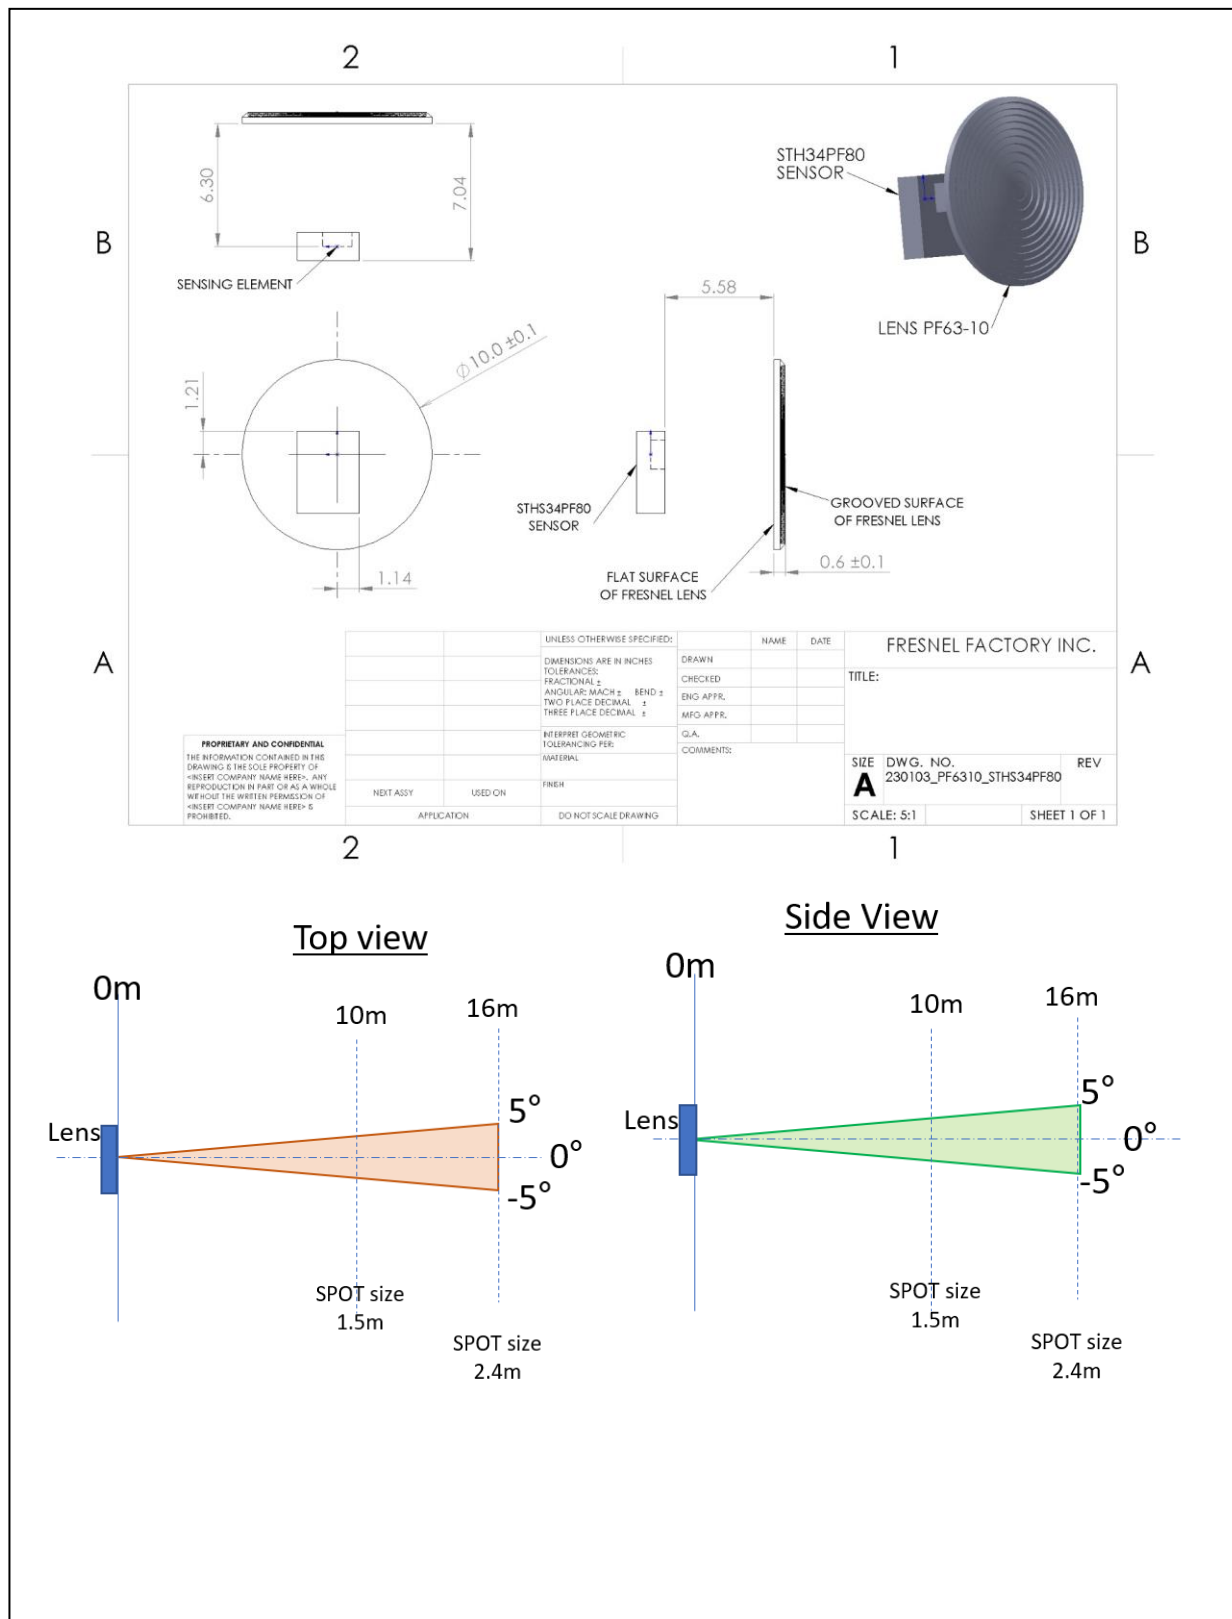 2
1
B
B
A
A
6.30
7.04
SENSING ELEMENT
STH34PF80
SENSOR
LENS PF63-10
∅10.0 ±0.1
1.21
1.14
5.58
STHS34PF80
SENSOR
GROOVED SURFACE
OF FRESNEL LENS
0.6 ±0.1
FLAT SURFACE
OF FRESNEL LENS
PROPRIETARY AND CONFIDENTIAL
THE INFORMATION CONTAINED IN THIS
DRAWING IS THE SOLE PROPERTY OF
<INSERT COMPANY NAME HERE>. ANY
REPRODUCTION IN PART OR AS A WHOLE
WITHOUT THE WRITTEN PERMISSION OF
<INSERT COMPANY NAME HERE> IS
PROHIBITED.
NEXT ASSY
USED ON
APPLICATION
UNLESS OTHERWISE SPECIFIED:
DIMENSIONS ARE IN INCHES
TOLERANCES:
FRACTIONAL ±
ANGULAR: MACH ± BEND ±
TWO PLACE DECIMAL ±
THREE PLACE DECIMAL ±
INTERPRET GEOMETRIC
TOLERANCING PER:
MATERIAL
FINISH
DO NOT SCALE DRAWING
NAME
DATE
DRAWN
CHECKED
ENG APPR.
MFG APPR.
Q.A.
COMMENTS:
FRESNEL FACTORY INC.
TITLE:
SIZE
A
DWG. NO.
230103_PF6310_STHS34PF80
REV
SCALE: 5:1
SHEET 1 OF 1
2
1
Top view
0m
10m
16m
Lens
5°
0°
-5°
SPOT size
1.5m
SPOT size
2.4m
Side View
0m
10m
16m
Lens
5°
0°
-5°
SPOT size
1.5m
SPOT size
2.4m